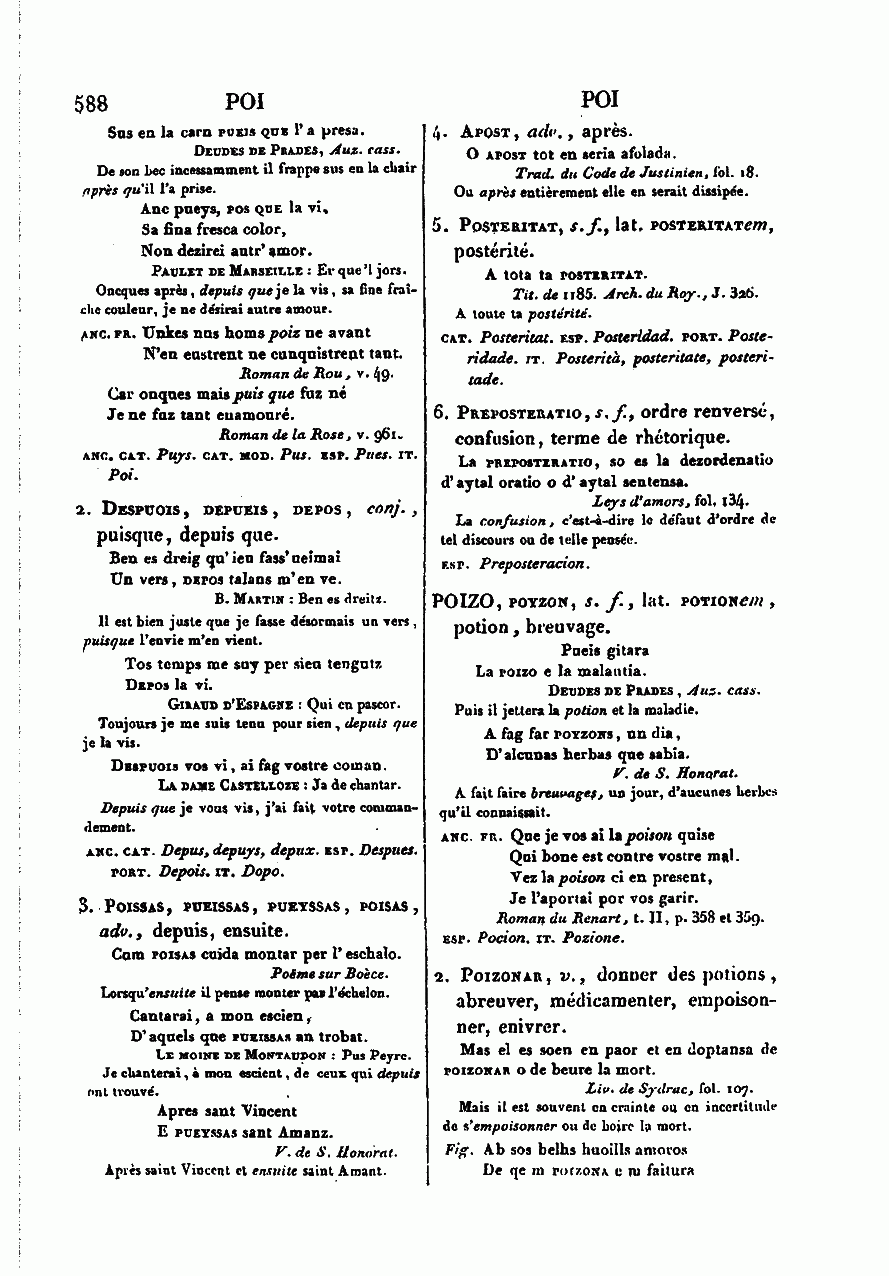 588 POI POI
Sus en la carn PUEIS QUE l'a presa.
DEUDES DE PRADES, Auz. cass.
De son bec incessamment il frappe sus en la chair
après qu'il l'a prise.
Anc pueys, POS QUE la vi,
Sa fina fresca color,
Non dezirei autr' amor.
PAULET DE MARSEILLE : Er que'l jors.
Oncques après, depuis que je la vis, sa fine fraî-
che couleur, je ne désirai autre amour.
ANC. FR. Unkes nus homs poiz ne avant
N'en eustrent ne cunquistrent tant.
Roman de Rou, v. 49.
Car onques mais puis que fuz né
Je ne fuz tant enamouré.
Roman de la Rose, v. 961.
ANC. CAT. Puys. CAT. MOD. Pus. ESP. Pues. IT.
Poi.
2. DESPUOIS, DEPUEIS, DEPOS, conj.,
puisque, depuis que.
Ben es dreig qu' ieu fass' ueimai
Un vers, DEPOS talans m'en ve.
B. MARTIN : Ben es dreitz.
Il est bien juste que je fasse désormais un vers,
puisque l'envie m'en vient.
Tos temps me suy per sieu tengutz
DEPOS la vi.
GIRAUD D'ESPAGNE : Qui en pascor.
Toujours je me suis tenu pour sien, depuis que
je la vis.
DESPUOIS vos vi, ai fag vostre coman.
LA DAME CASTELLOZE : Ja de chantar.
Depuis que je vous vis, j'ai fait votre comman-
dement.
ANC. CAT. Depus, depuys, depux. ESP. Despues.
PORT. Depois. IT. Dopo.
3. POISSAS, PUEISSAS, PUEYSSAS, POISAS,
adv., depuis, ensuite.
Cum POISAS cuida montar per l' eschalo.
Poëme sur Boèce.
Lorsqu'ensuite il pense monter par l'échelon.
Cantarai, a mon escien,
D'aquels que PUEISSAS an trobat.
LE MOINE DE MONTAUDON : Pus Peyre.
Je chanterai, à mon escient, de ceux qui depuis
ont trouvé.
Apres sant Vincent
E PUEYSSAS sant Amanz.
V. de S. Honorat.
Après saint Vincent et ensuite saint Amant.
4. APOST, adv., après.
O APOST tot en seria afolada.
Trad. du Code de Justinien, fol. 18.
Ou après entièrement elle en serait dissipée.
5. POSTERITAT, s. f., lat. POSTERITATem,
postérité.
A tota ta POSTERITAT.
Tit. de 1185. Arch. du Roy., J. 326.
A toute ta postérité.
CAT. Posteritat. ESP. Posteridad. PORT. Poste-
ridade. IT. Posterità, posteritate, posteri-
tade.
6. PREPOSTERATIO, s. f., ordre renversé,
confusion, terme de rhétorique.
La PREPOSTERATIO, so es la dezordenatio
d'aytal oratio o d'aytal sentensa.
Leys d'amors, fol. 134.
La confusion, c'est-à-dire le défaut d'ordre de
tel discours ou de telle pensée.
ESP. Preposteracion.
POIZO, POYZON, s. f., lat. POTIONem,
potion, breuvage.
Pueis gitara
La POIZO e la malautia.
DEUDES DE PRADES, Auz. cass.
Puis il jettera la potion et la maladie.
A fag far POYZONS, un dia,
D'alcunas herbas que sabia.
V. de S. Honorat.
A fait faire breuvages, un jour, d'aucunes herbes
qu'il connaissait.
ANC. FR. Que je vos ai la poison quise
Qui bone est contre vostre mal.
Vez la poison ci en present,
Je l'aportai por vos garir.
Roman du Renart, t. II, p. 358 et 359.
ESP. Pocion. IT. Pozione.
2. POIZONAR, v., donner des potions,
abreuver, médicamenter, empoison-
ner, enivrer.
Mas el es soen en paor et en doptansa de
POIZONAR o de beure la mort.
Liv. de Sydrac, fol. 107.
Mais il est souvent en crainte ou en incertitude
de s'empoisonner ou de boire la mort.
Fig. Ab sos belhs huoills amoros
De qe m POIZONA e m faitura